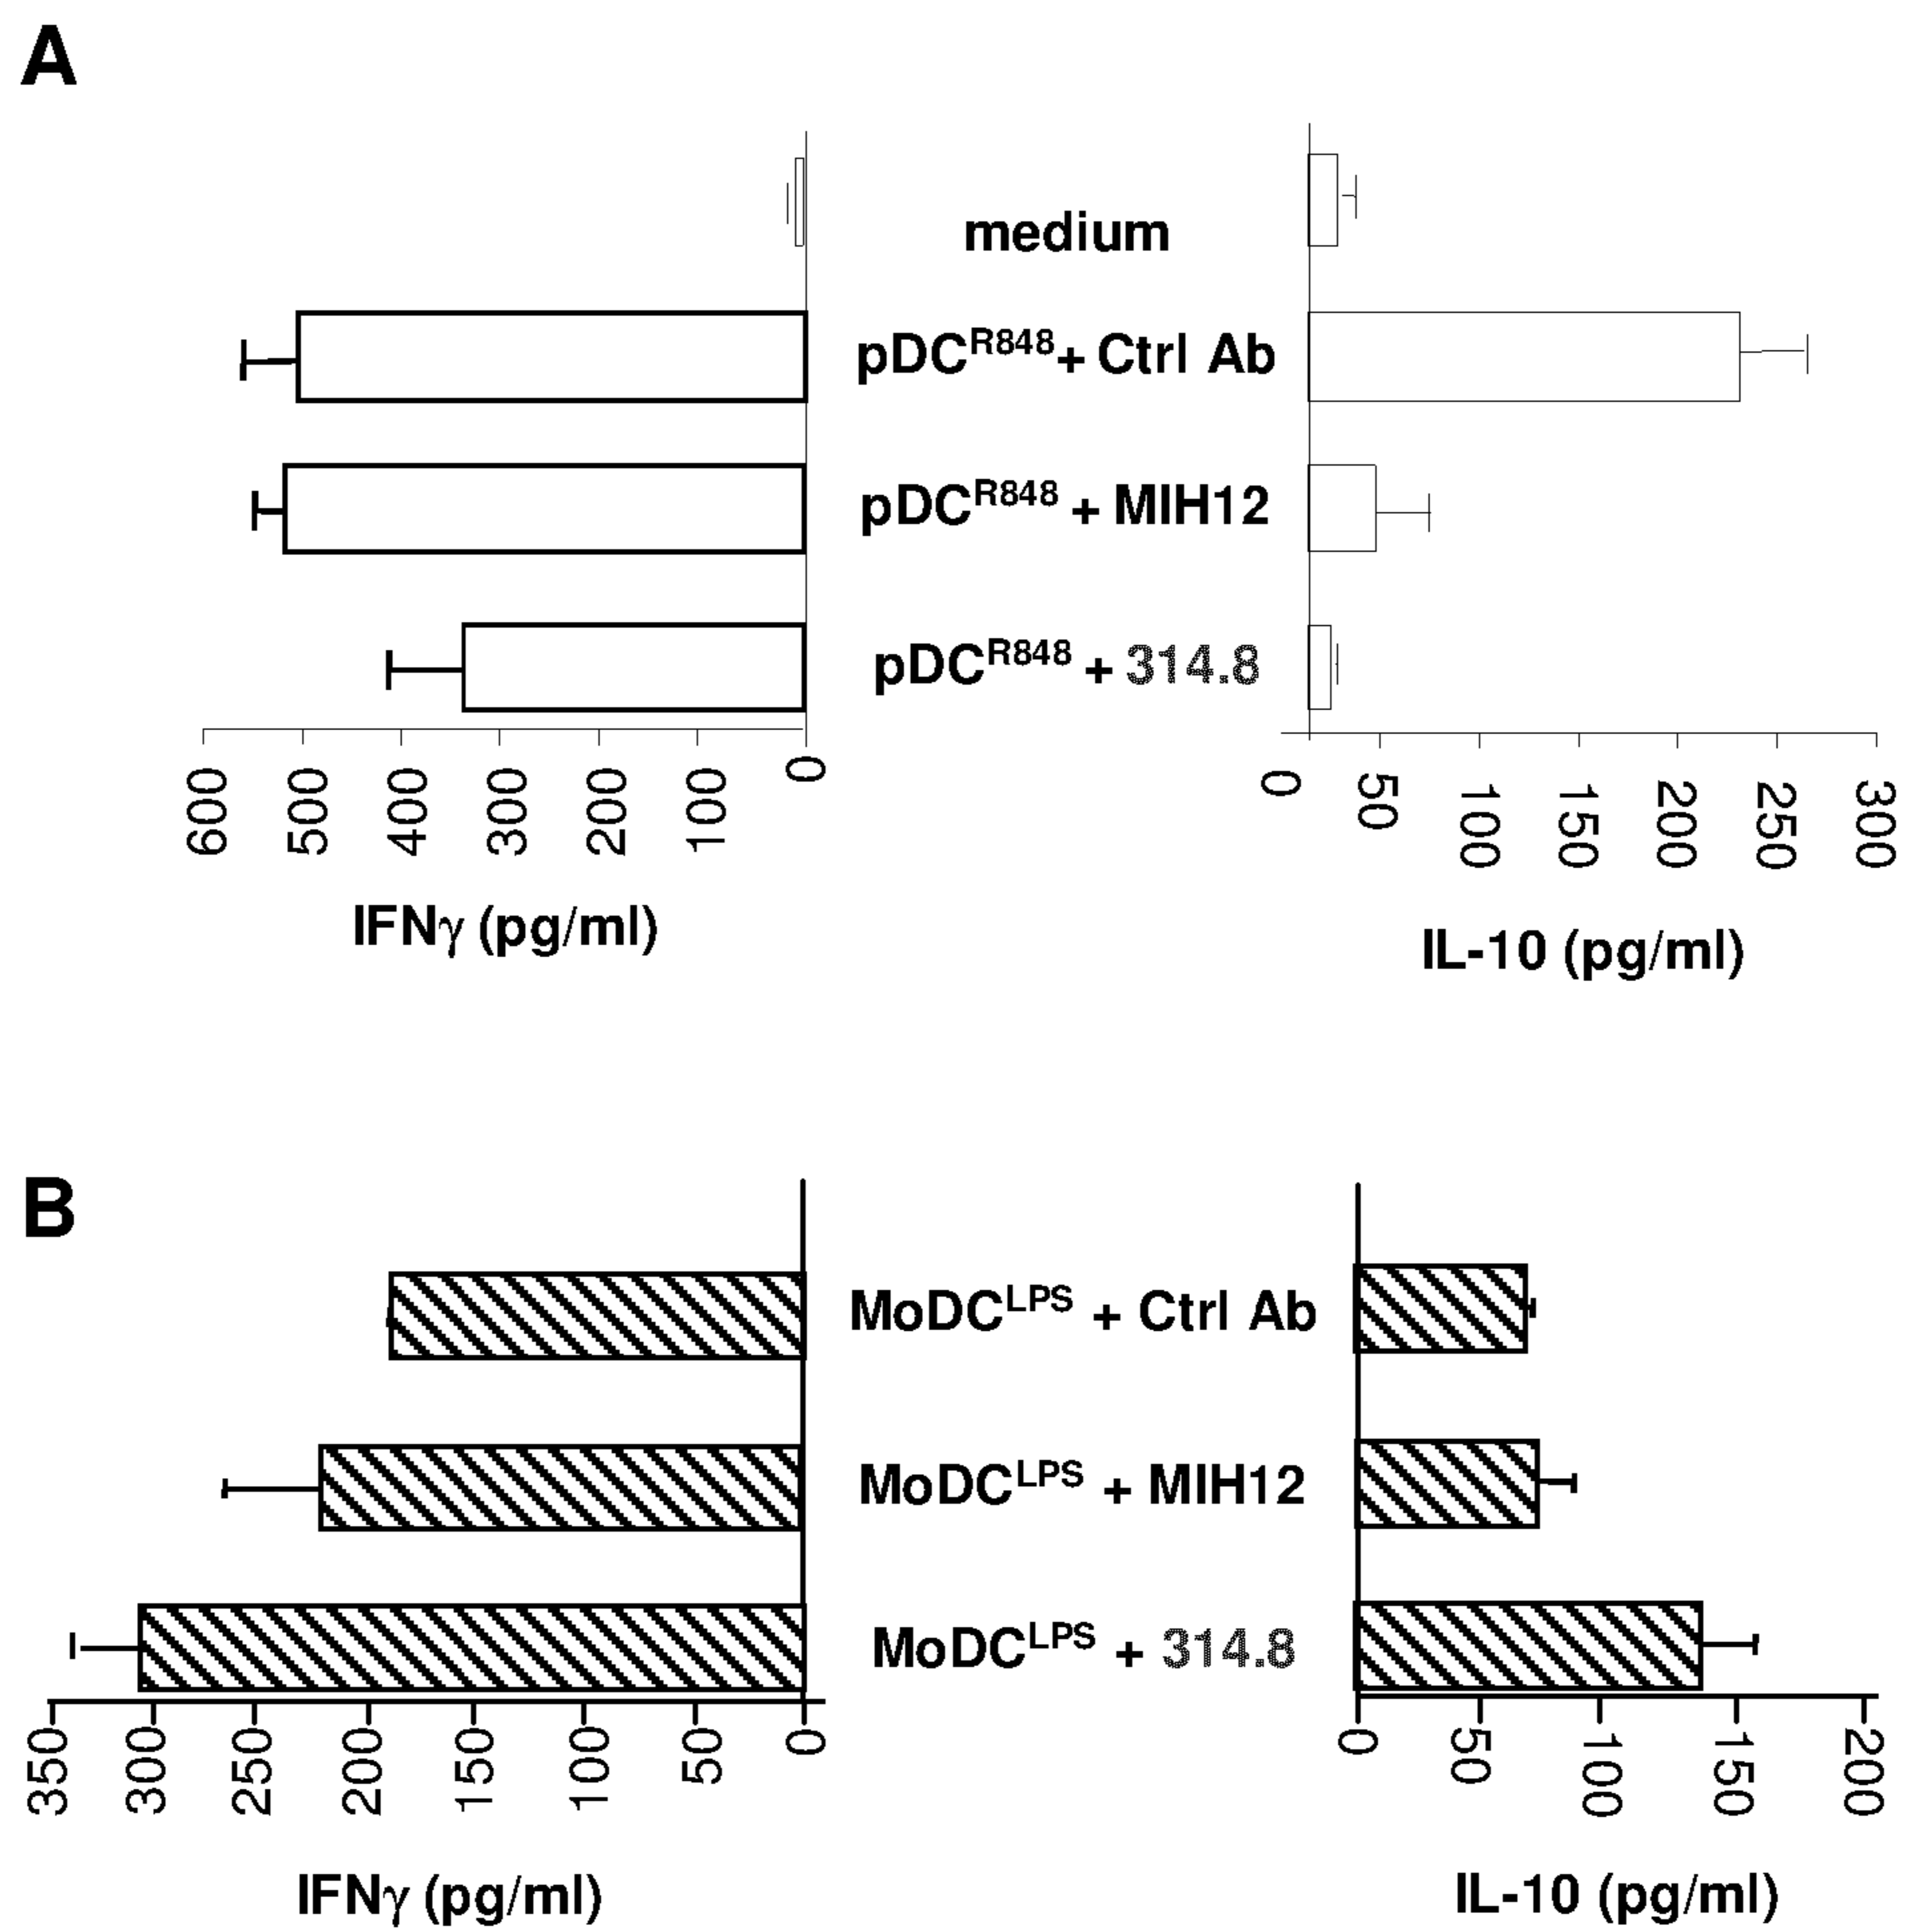 A
medium
pDC^R848 + Ctrl Ab
pDC^R848 + MIH12
pDC^R848 + 314.8
600 500 400 300 200 100 0
0 50 100 150 200 250 300
IFNγ (pg/ml)
IL-10 (pg/ml)
B
MoDC^LPS + Ctrl Ab
MoDC^LPS + MIH12
MoDC^LPS + 314.8
350 300 250 200 150 100 50 0
0 50 100 150 200
IFNγ (pg/ml)
IL-10 (pg/ml)